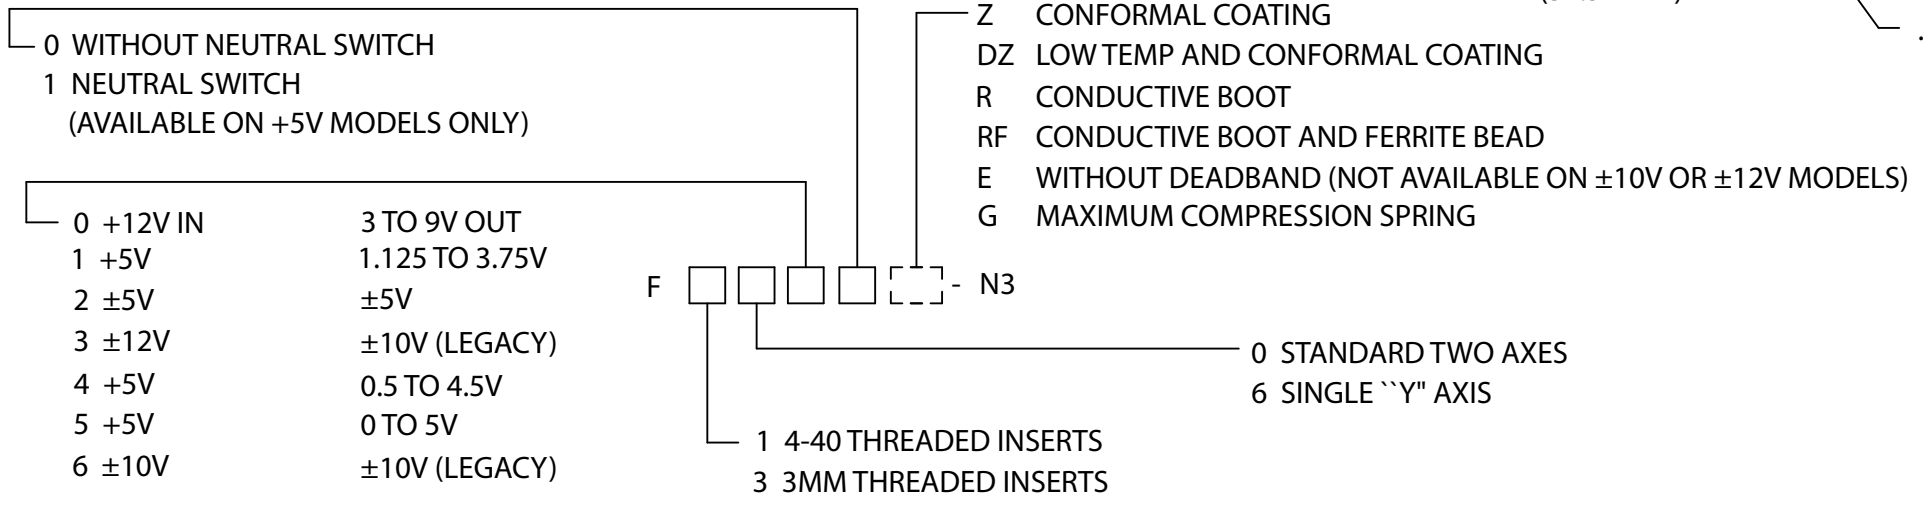 0 WITHOUT NEUTRAL SWITCH
1 NEUTRAL SWITCH
(AVAILABLE ON +5V MODELS ONLY)
Z CONFORMAL COATING
DZ LOW TEMP AND CONFORMAL COATING
R CONDUCTIVE BOOT
RF CONDUCTIVE BOOT AND FERRITE BEAD
E WITHOUT DEADBAND (NOT AVAILABLE ON ±10V OR ±12V MODELS)
G MAXIMUM COMPRESSION SPRING
0 +12V IN 3 TO 9V OUT
1 +5V 1.125 TO 3.75V
2 ±5V ±5V
3 ±12V ±10V (LEGACY)
4 +5V 0.5 TO 4.5V
5 +5V 0 TO 5V
6 ±10V ±10V (LEGACY)
F - N3
0 STANDARD TWO AXES
6 SINGLE ``Y" AXIS
1 4-40 THREADED INSERTS
3 3MM THREADED INSERTS